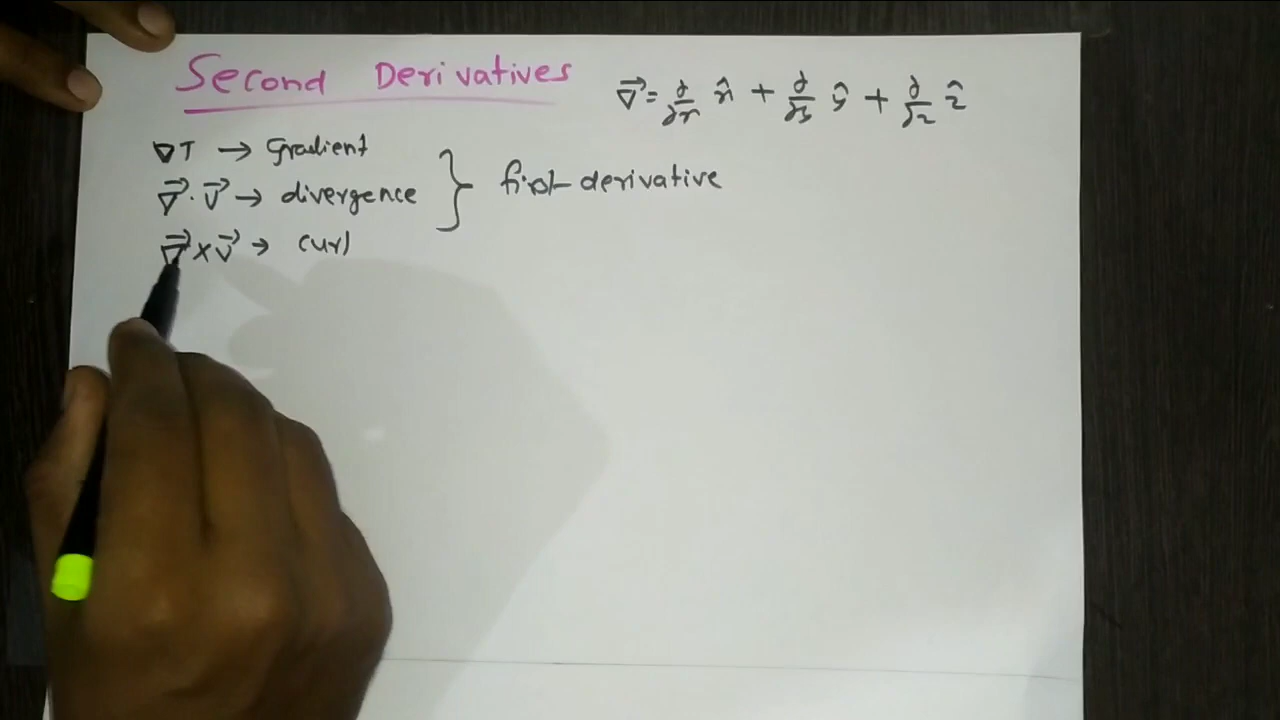 Second Derivatives
∇⃗ = ∂/∂x x̂ + ∂/∂y ŷ + ∂/∂z ẑ
∇T → Gradient
∇⃗ · V⃗ → divergence } first derivative
∇⃗ × V⃗ → curl